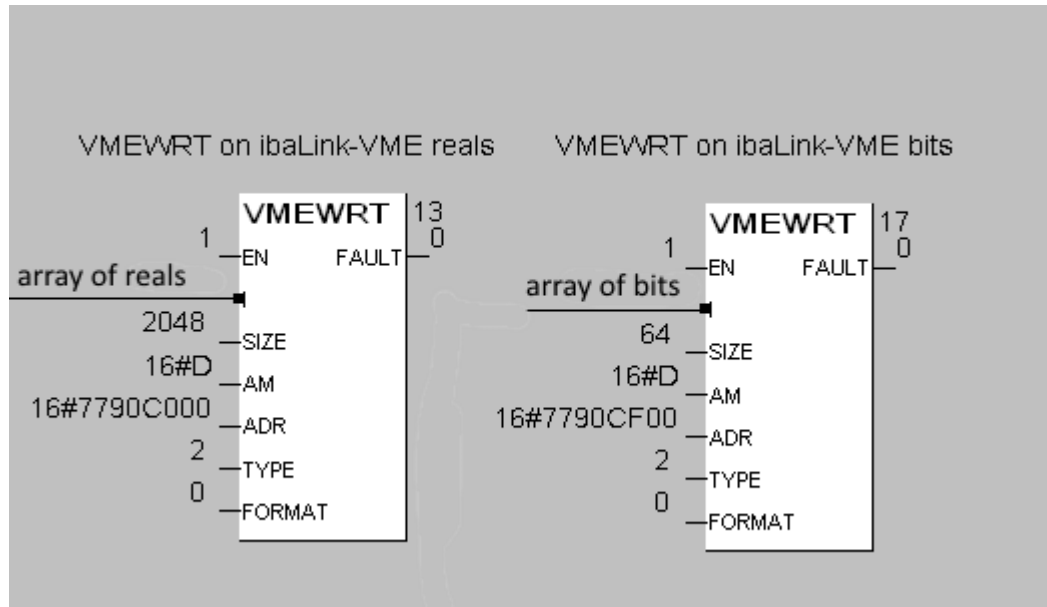 VMEWRT on ibaLink-VME reals
VMEWRT
13
1
EN
FAULT
0
array of reals
2048
SIZE
16#D
AM
16#7790C000
ADR
2
TYPE
0
FORMAT
VMEWRT on ibaLink-VME bits
VMEWRT
17
1
EN
FAULT
0
array of bits
64
SIZE
16#D
AM
16#7790CF00
ADR
2
TYPE
0
FORMAT